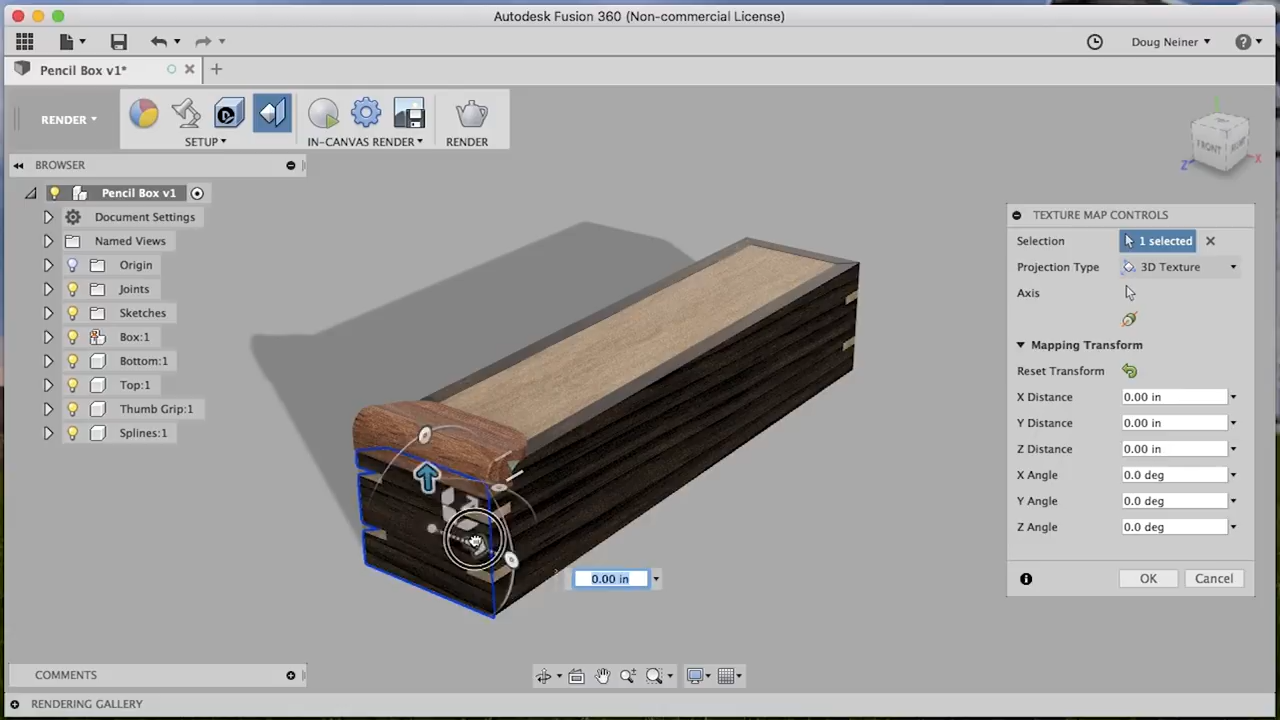 Autodesk Fusion 360 (Non-commercial License)
Doug Neiner
Pencil Box v1*
RENDER
SETUP
IN-CANVAS RENDER
RENDER
BROWSER
Pencil Box v1
Document Settings
Named Views
Origin
Joints
Sketches
Box:1
Bottom:1
Top:1
Thumb Grip:1
Splines:1
FRONT
TEXTURE MAP CONTROLS
Selection 1 selected
Projection Type 3D Texture
Axis
Mapping Transform
Reset Transform
X Distance 0.00 in
Y Distance 0.00 in
Z Distance 0.00 in
X Angle 0.0 deg
Y Angle 0.0 deg
Z Angle 0.0 deg
OK Cancel
0.00 in
COMMENTS
RENDERING GALLERY
Z
X